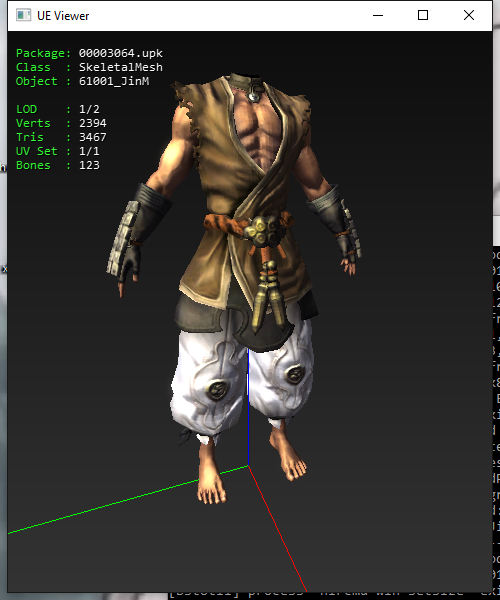 UE Viewer
Package: 00003064.upk
Class : SkeletalMesh
Object : 61001_JinM
LOD : 1/2
Verts : 2394
Tris : 3467
UV Set : 1/1
Bones : 123